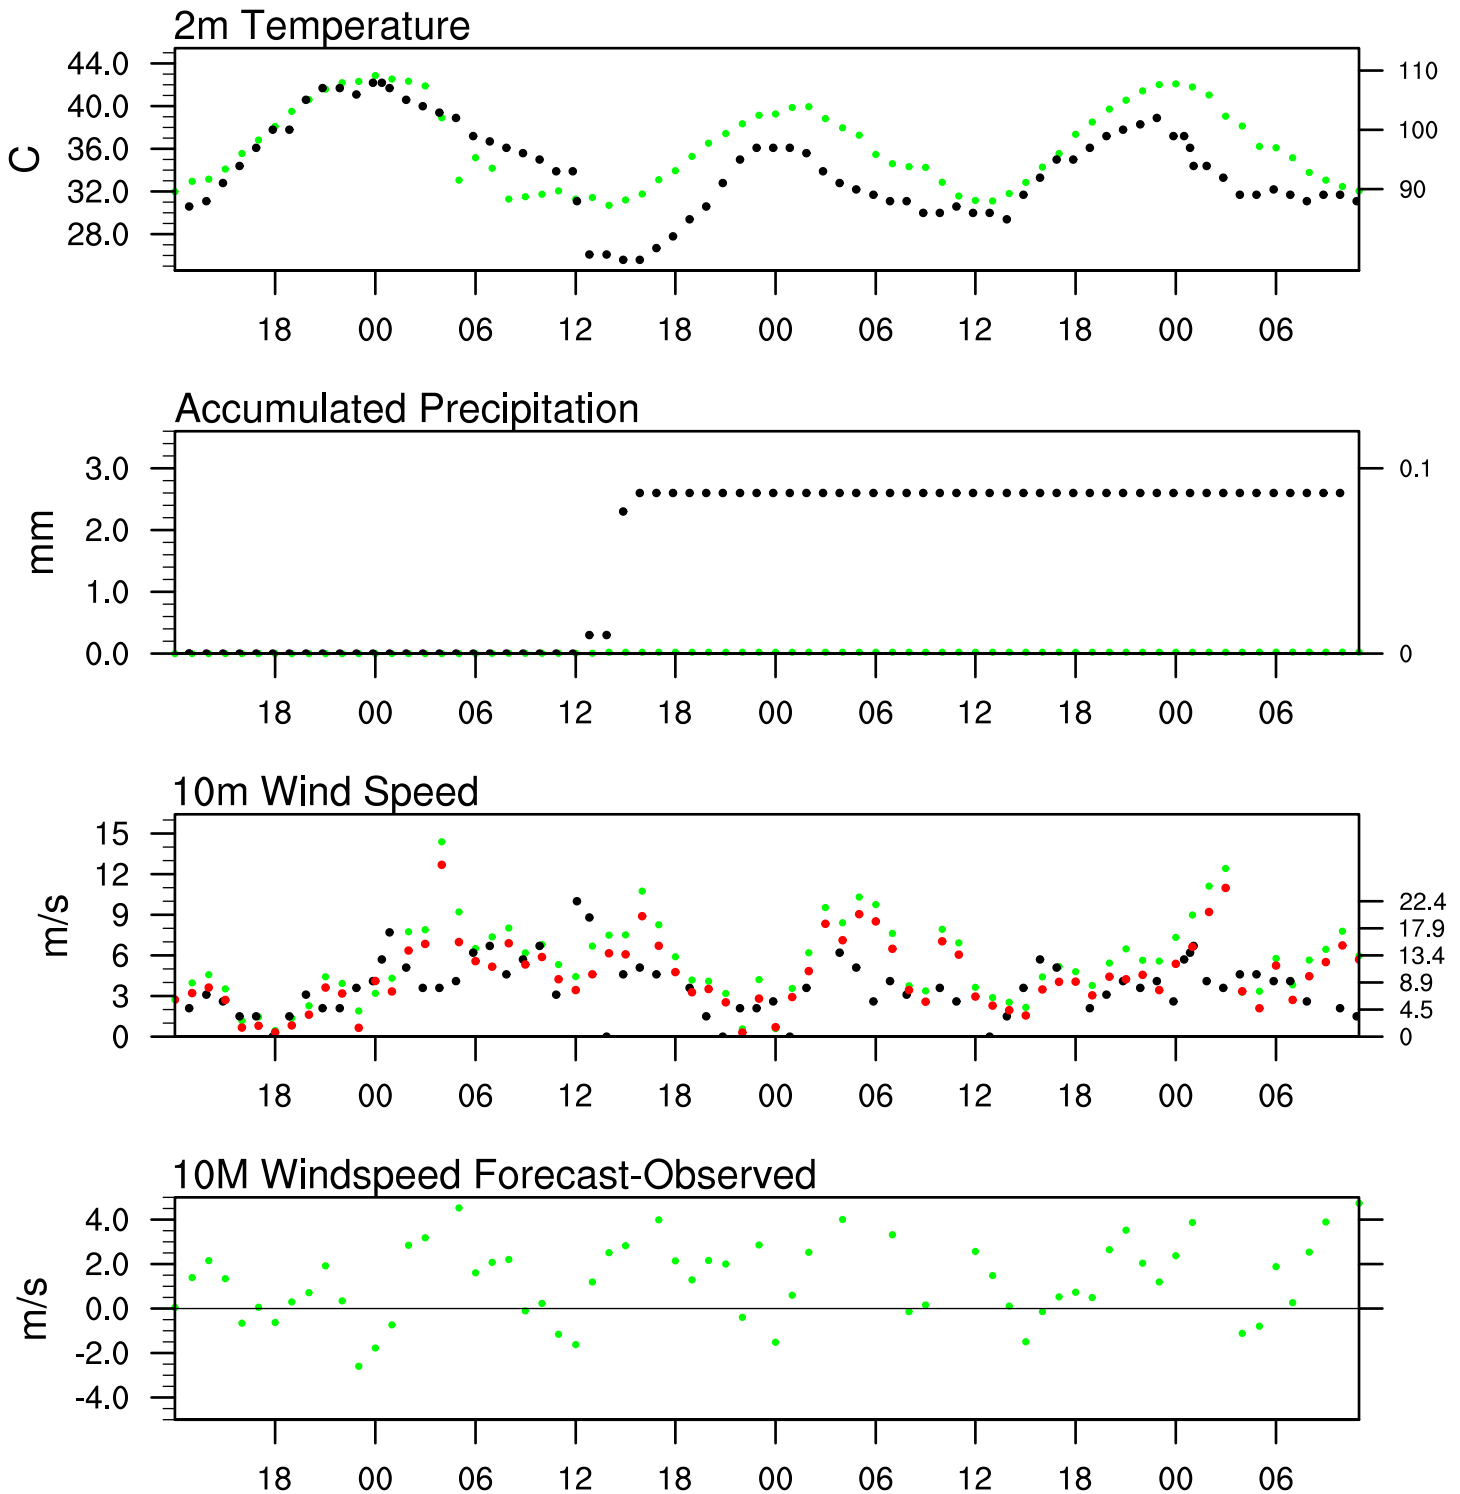 2m Temperature
44.0
40.0
36.0
32.0
28.0
C
110
100
90
18 00 06 12 18 00 06 12 18 00 06
Accumulated Precipitation
3.0
2.0
1.0
0.0
mm
0.1
0
18 00 06 12 18 00 06 12 18 00 06
10m Wind Speed
15
12
9
6
3
0
m/s
22.4
17.9
13.4
8.9
4.5
0
18 00 06 12 18 00 06 12 18 00 06
10M Windspeed Forecast-Observed
4.0
2.0
0.0
-2.0
-4.0
m/s
18 00 06 12 18 00 06 12 18 00 06